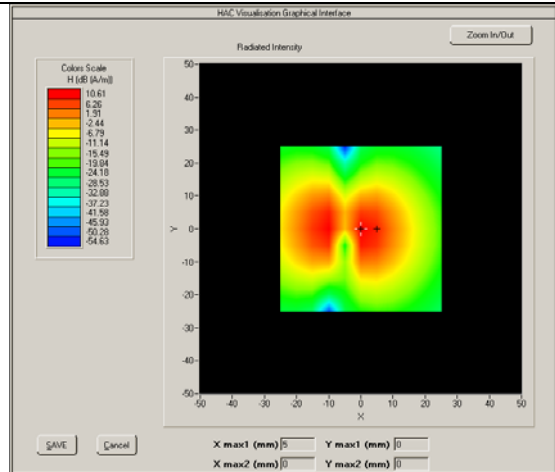 HAC Visualisation Graphical Interface
Zoom In/Out
Radiated Intensity
Colors Scale
H (dB (A/m))
10.61
6.26
1.91
-2.44
-6.79
-11.14
-15.49
-19.84
-24.18
-28.53
-32.88
-37.23
-41.58
-45.93
-50.28
-54.63
50
40
30
20
10
Y
0
-10
-20
-30
-40
-50
-50 -40 -30 -20 -10 0 10 20 30 40 50
X
SAVE
Cancel
X max1 (mm) 5 Y max1 (mm) 0
X max2 (mm) 0 Y max2 (mm) 0